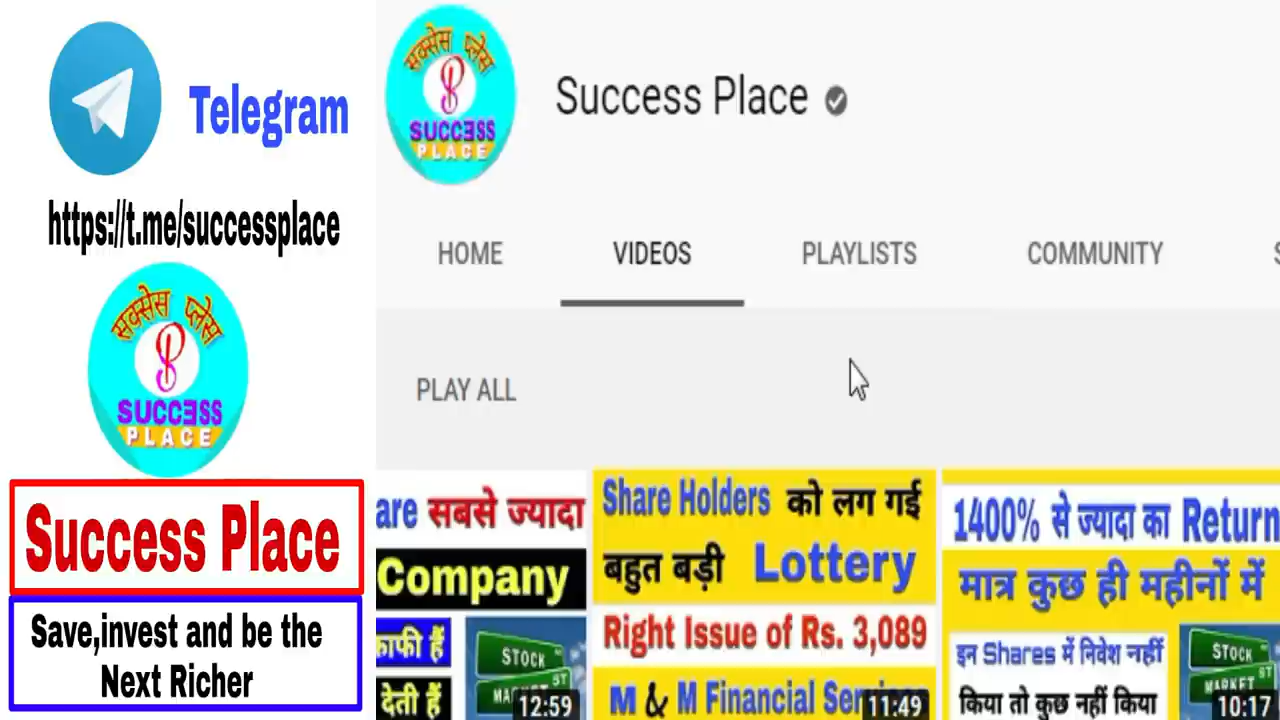 Telegram
https://t.me/successplace
सक्सेस प्लेस
SUCCESS
PLACE
Success Place
Save,invest and be the
Next Richer
सक्सेस प्लेस
SUCCESS
PLACE
Success Place
HOME VIDEOS PLAYLISTS COMMUNITY S
PLAY ALL
are सबसे ज्यादा
Company
काफी हैं
देती हैं
STOCK
MARKET ST
12:59
Share Holders को लग गई
बहुत बड़ी Lottery
Right Issue of Rs. 3,089
M & M Financial
11:49
1400% से ज्यादा का Return
मात्र कुछ ही महीनों में
इन Shares में निवेश नहीं
किया तो कुछ नहीं किया
STOCK
MARKET ST
10:17